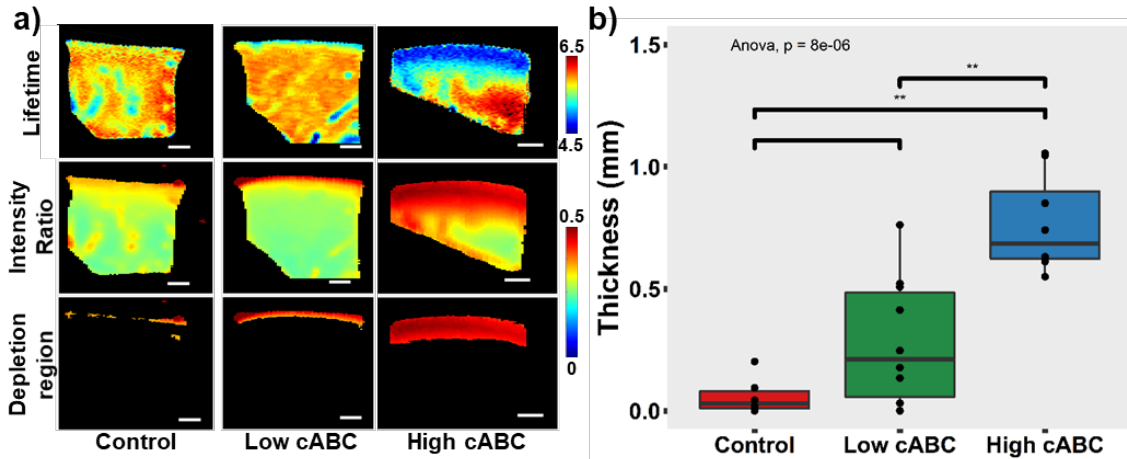 a)
Lifetime
6.5
4.5
Intensity
Ratio
0.5
0
Depletion
region
Control
Low cABC
High cABC
b)
Anova, p = 8e-06
**
**
Thickness (mm)
1.5
1.0
0.5
0.0
Control
Low cABC
High cABC